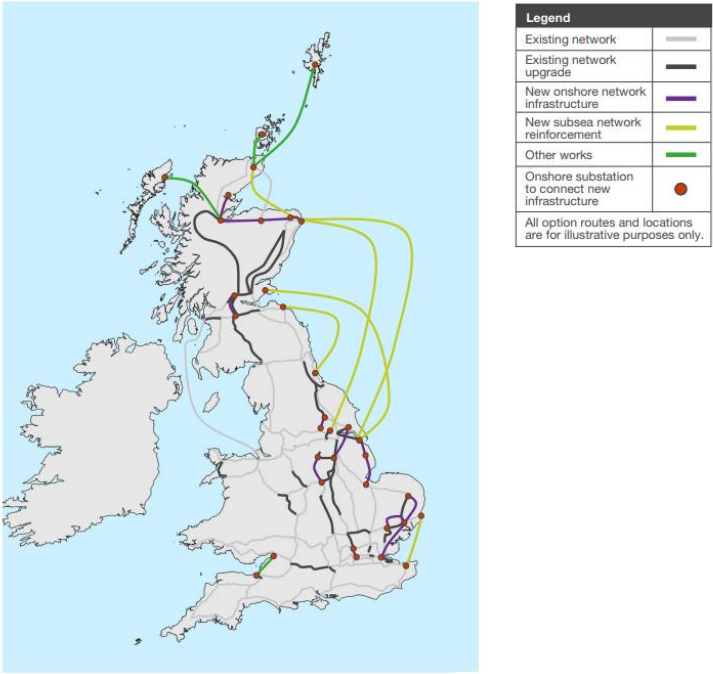 Legend
Existing network
Existing network
upgrade
New onshore network
infrastructure
New subsea network
reinforcement
Other works
Onshore substation
to connect new
infrastructure
All option routes and locations
are for illustrative purposes only.